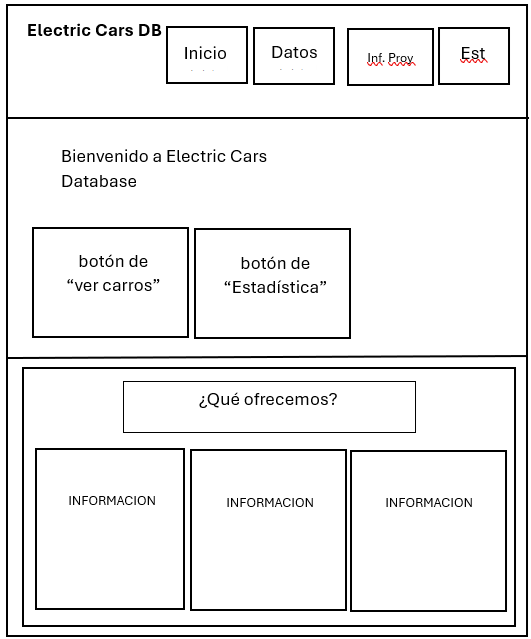 Electric Cars DB
Inicio
Datos
Inf. Proy
Est
Bienvenido a Electric Cars
Database
botón de
“ver carros”
botón de
“Estadística”
¿Qué ofrecemos?
INFORMACION
INFORMACION
INFORMACION